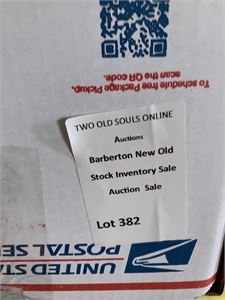 To schedule free Package Pickup,
scan the QR code.
TWO OLD SOULS ONLINE
Auctions
Barberton New Old
Stock Inventory Sale
Auction Sale
Lot 382
UNITED STA
POSTAL SE